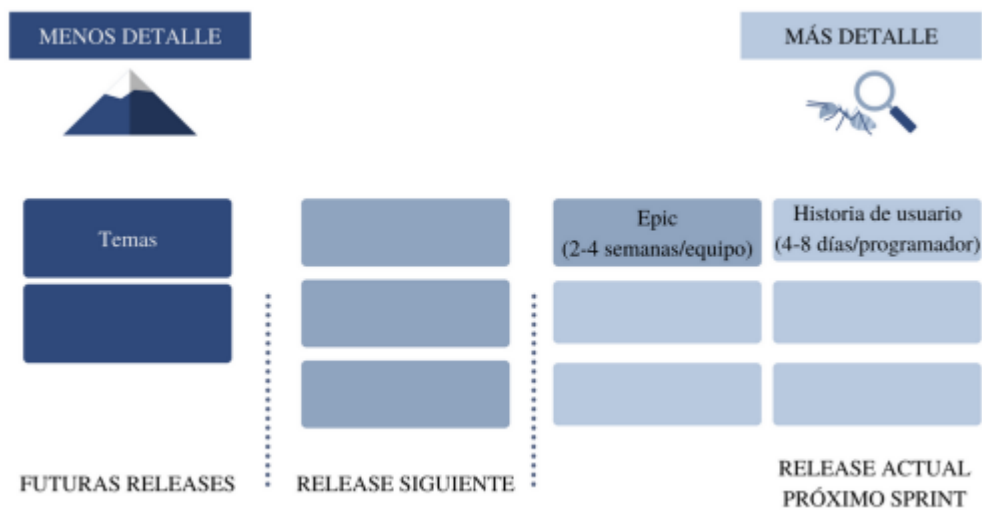 MENOS DETALLE
MÁS DETALLE
Temas
Epic
(2-4 semanas/equipo)
Historia de usuario
(4-8 días/programador)
FUTURAS RELEASES
RELEASE SIGUIENTE
RELEASE ACTUAL
PRÓXIMO SPRINT